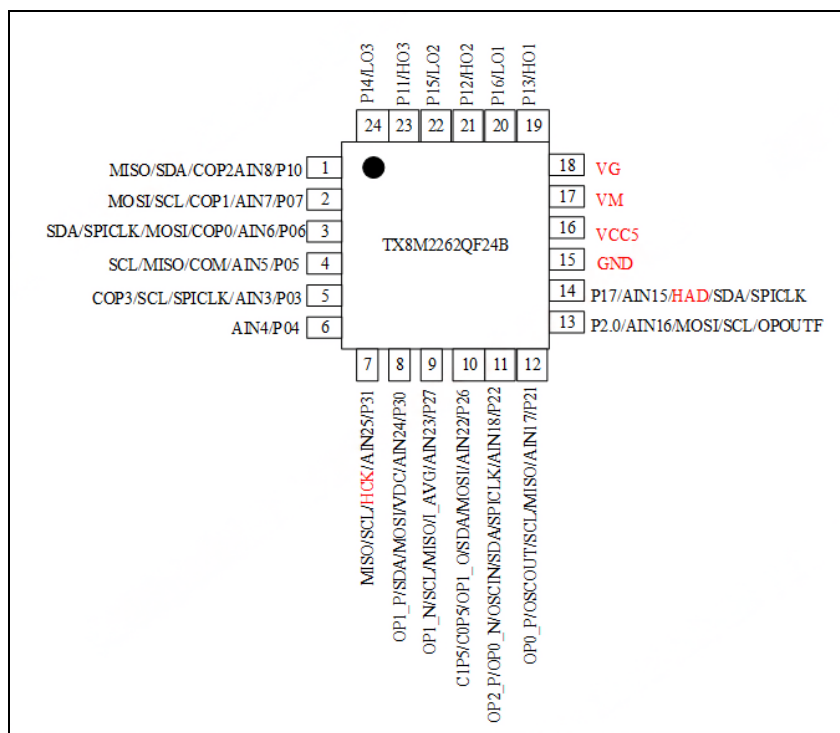 P14/LO3
P11/HO3
P15/LO2
P12/HO2
P16/LO1
P13/HO1
24
23
22
21
20
19
MISO/SDA/COP2AIN8/P10 1
MOSI/SCL/COP1/AIN7/P07 2
SDA/SPICLK/MOSI/COP0/AIN6/P06 3
SCL/MISO/COM/AIN5/P05 4
COP3/SCL/SPICLK/AIN3/P03 5
AIN4/P04 6
TX8M2262QF24B
18 VG
17 VM
16 VCC5
15 GND
14 P17/AIN15/HAD/SDA/SPICLK
13 P2.0/AIN16/MOSI/SCL/OPOUTF
7
8
9
10
11
12
MISO/SCL/HCK/AIN25/P31
OP1_P/SDA/MOSI/VDC/AIN24/P30
OP1_N/SCL/MISO/I_AVG/AIN23/P27
C1P5/C0P5/OP1_O/SDA/MOSI/AIN22/P26
OP2_P/OP0_N/OSCIN/SDA/SPICLK/AIN18/P22
OP0_P/OSCOUT/SCL/MISO/AIN17/P21